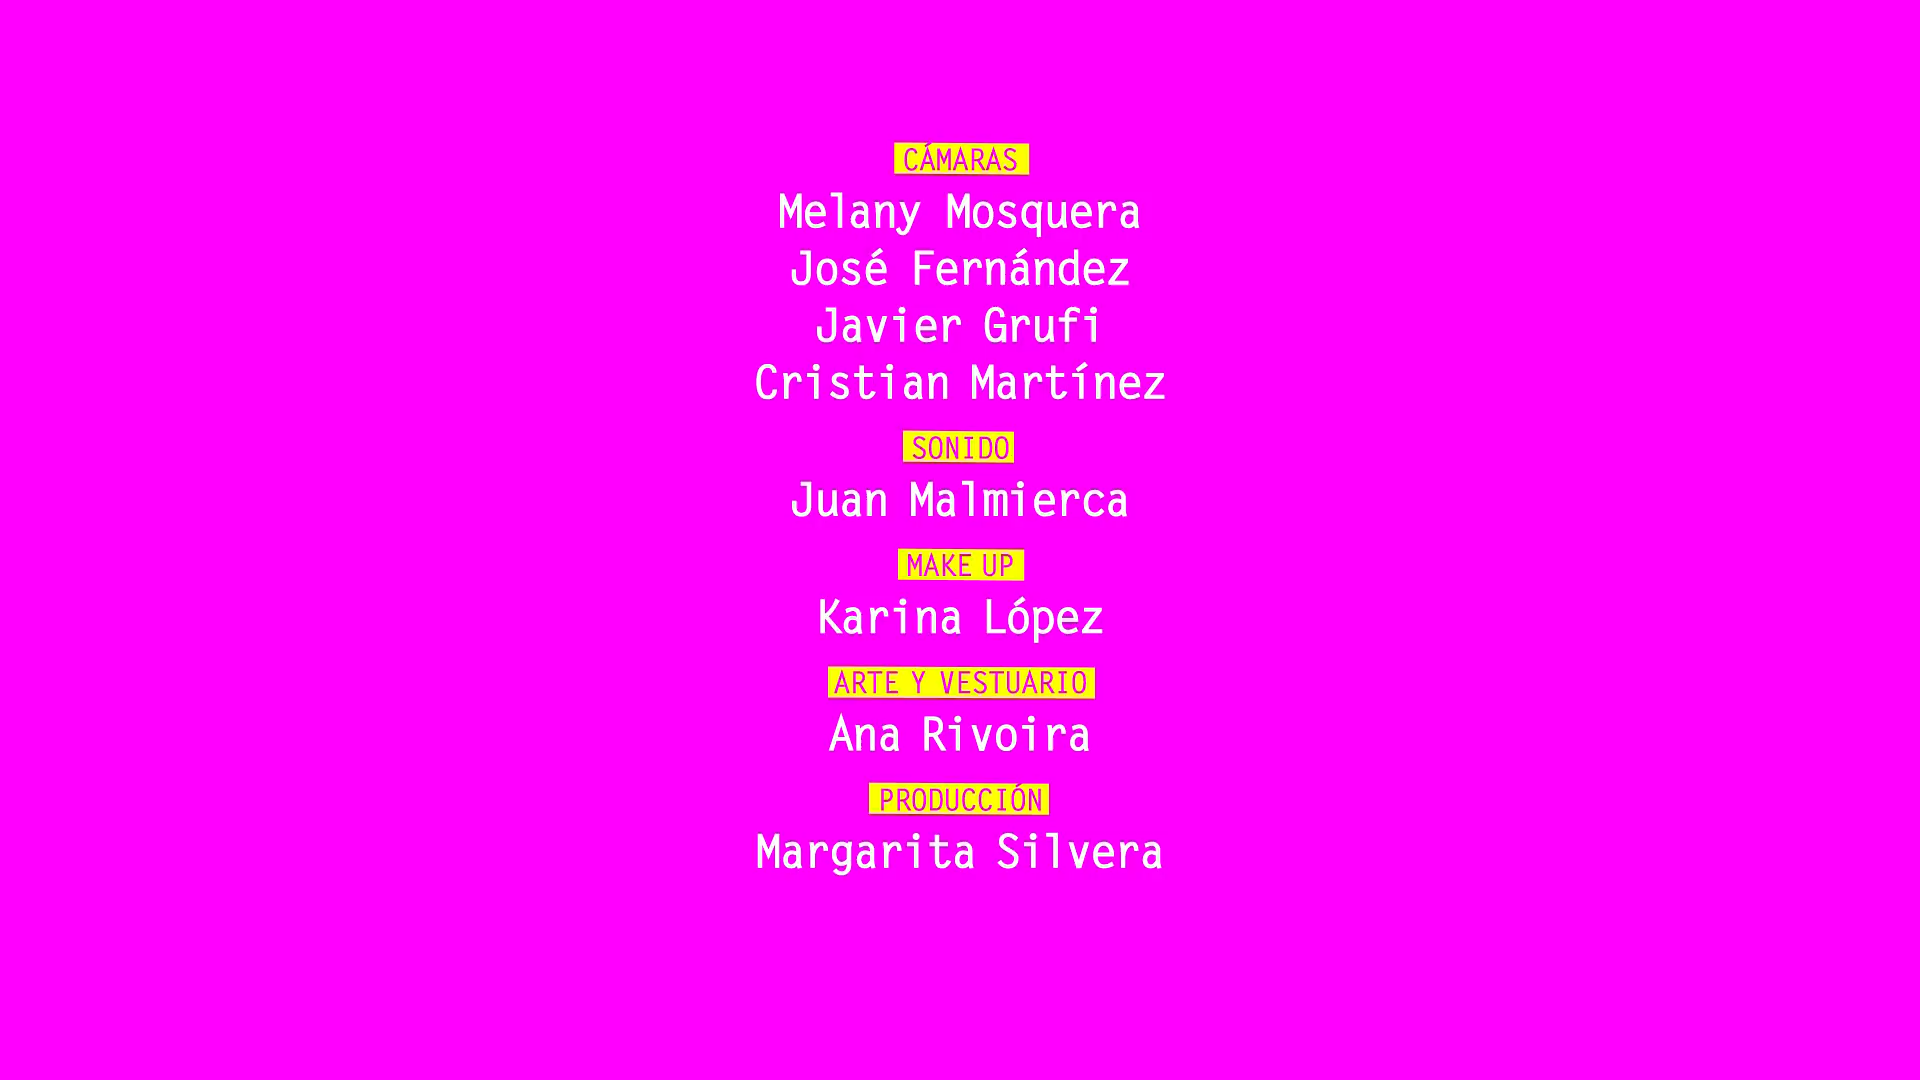 CÁMARAS
Melany Mosquera
José Fernández
Javier Grufi
Cristian Martínez
SONIDO
Juan Malmierca
MAKE UP
Karina López
ARTE Y VESTUARIO
Ana Rivoira
PRODUCCIÓN
Margarita Silvera